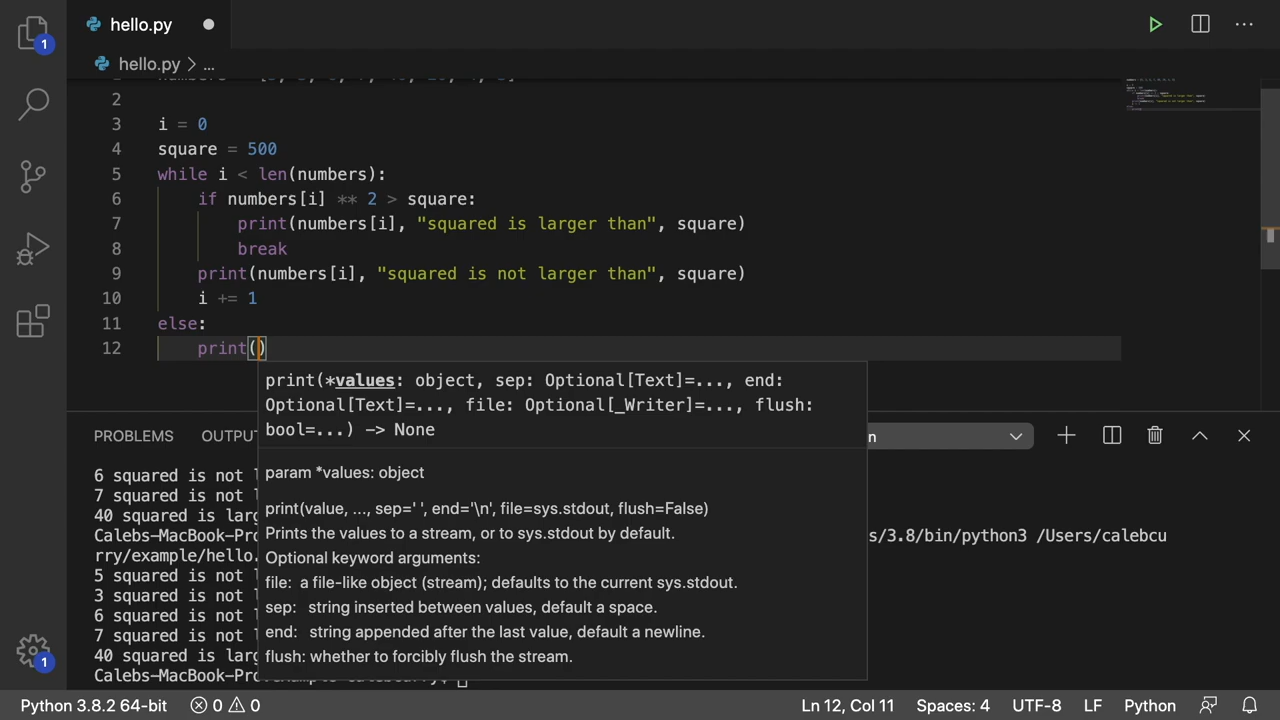 1
hello.py
hello.py > ...
2
3 i = 0
4 square = 500
5 while i < len(numbers):
6 if numbers[i] ** 2 > square:
7 print(numbers[i], "squared is larger than", square)
8 break
9 print(numbers[i], "squared is not larger than", square)
10 i += 1
11 else:
12 print()
print(*values: object, sep: Optional[Text]=..., end:
Optional[Text]=..., file: Optional[_Writer]=..., flush:
bool=...) -> None
param *values: object
print(value, ..., sep=' ', end='\n', file=sys.stdout, flush=False)
Prints the values to a stream, or to sys.stdout by default.
Optional keyword arguments:
file: a file-like object (stream); defaults to the current sys.stdout.
sep: string inserted between values, default a space.
end: string appended after the last value, default a newline.
flush: whether to forcibly flush the stream.
PROBLEMS
6 squared is not
7 squared is not
40 squared is
s/3.8/bin/python3 /Users/calebcu
rry/example/hello.
5 squared is not
3 squared is not
6 squared is not
7 squared is not
40 squared is
1
Python 3.8.2 64-bit 0 0 Ln 12, Col 11 Spaces: 4 UTF-8 LF Python